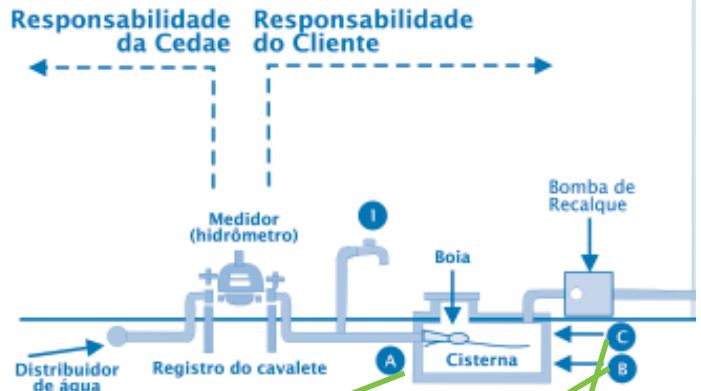 Responsabilidade
da Cedae
Responsabilidade
do Cliente
Medidor
(hidrômetro)
1
Bomba de
Recalque
Boia
Distribuidor
de água
Registro do cavalete
A
Cisterna
C
B